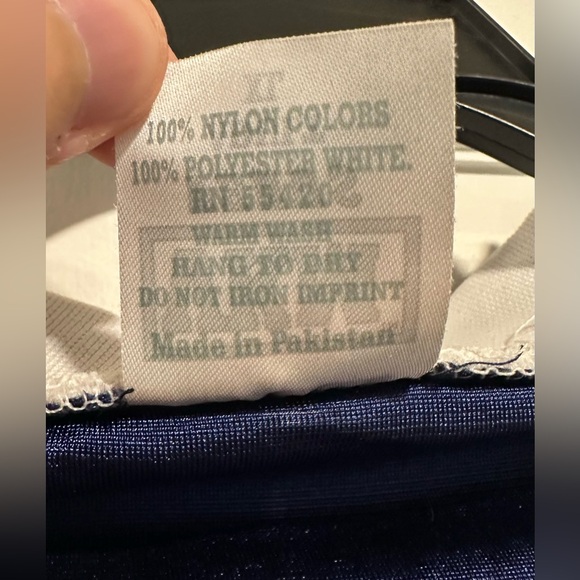 100% NYLON COLORS
100% POLYESTER WHITE.
RN 55420
WARM WASH
HANG TO DRY
DO NOT IRON IMPRINT
Made in Pakistan